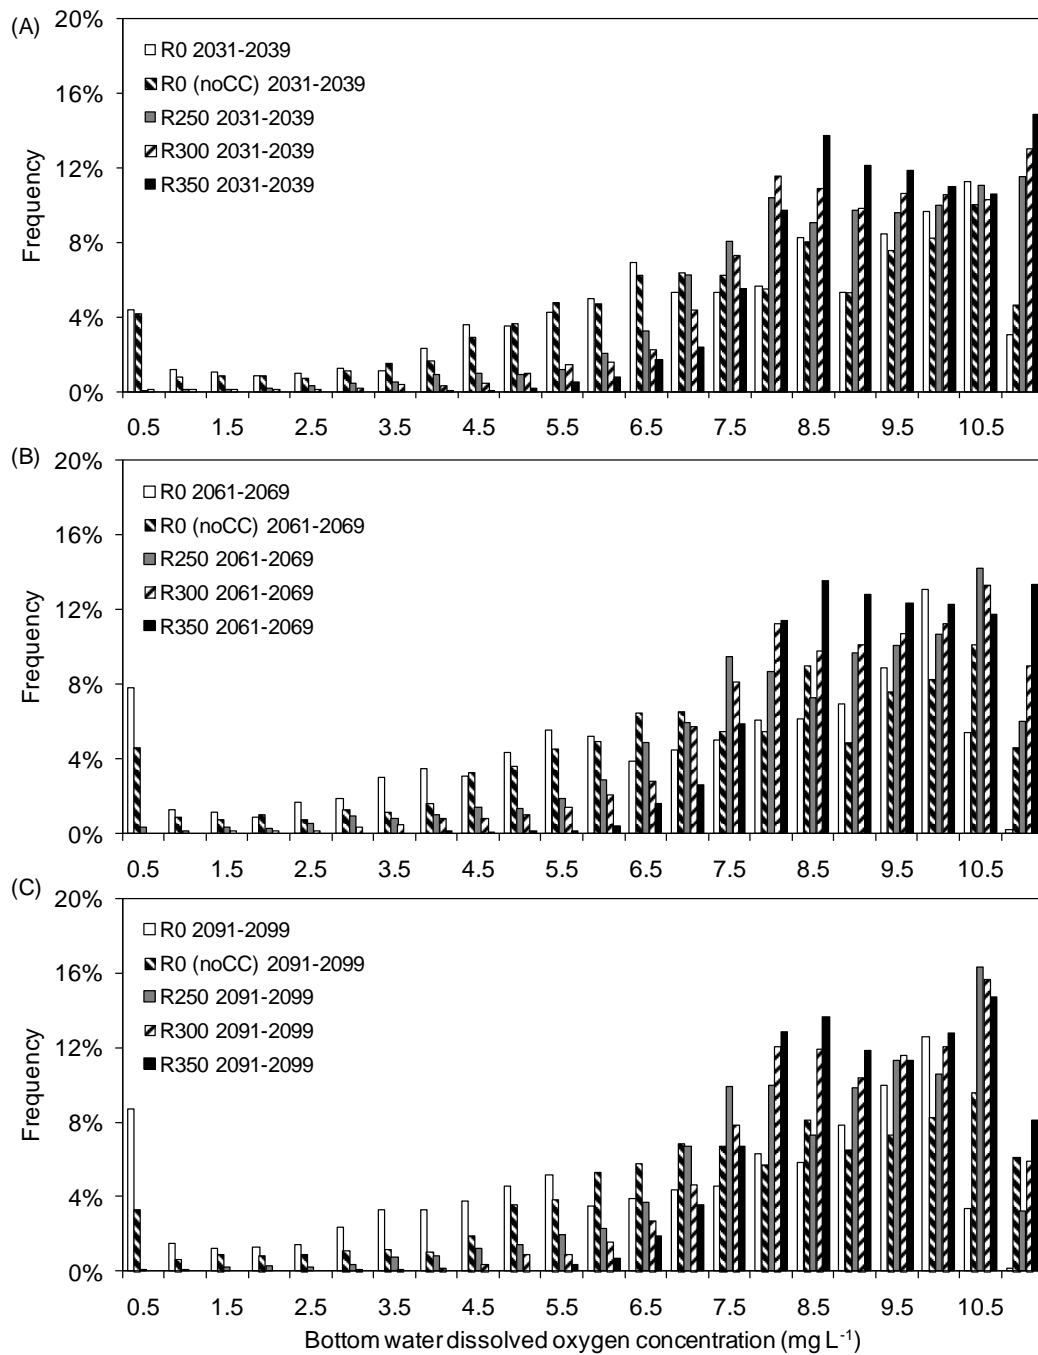 (A)
20%
16%
12%
8%
4%
0%
Frequency
R0 2031-2039
R0 (noCC) 2031-2039
R250 2031-2039
R300 2031-2039
R350 2031-2039
0.5 1.5 2.5 3.5 4.5 5.5 6.5 7.5 8.5 9.5 10.5
(B)
20%
16%
12%
8%
4%
0%
Frequency
R0 2061-2069
R0 (noCC) 2061-2069
R250 2061-2069
R300 2061-2069
R350 2061-2069
0.5 1.5 2.5 3.5 4.5 5.5 6.5 7.5 8.5 9.5 10.5
(C)
20%
16%
12%
8%
4%
0%
Frequency
R0 2091-2099
R0 (noCC) 2091-2099
R250 2091-2099
R300 2091-2099
R350 2091-2099
0.5 1.5 2.5 3.5 4.5 5.5 6.5 7.5 8.5 9.5 10.5
Bottom water dissolved oxygen concentration (mg L⁻¹)